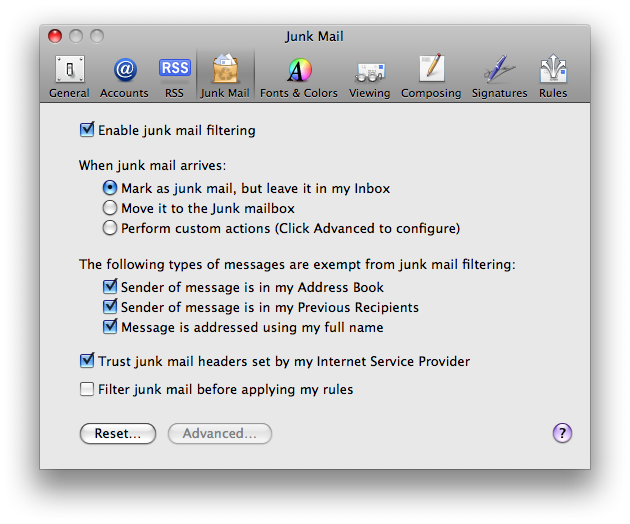 Junk Mail
General Accounts RSS Junk Mail Fonts & Colors Viewing Composing Signatures Rules
RSS
Enable junk mail filtering
When junk mail arrives:
Mark as junk mail, but leave it in my Inbox
Move it to the Junk mailbox
Perform custom actions (Click Advanced to configure)
The following types of messages are exempt from junk mail filtering:
Sender of message is in my Address Book
Sender of message is in my Previous Recipients
Message is addressed using my full name
Trust junk mail headers set by my Internet Service Provider
Filter junk mail before applying my rules
Reset... Advanced... ?